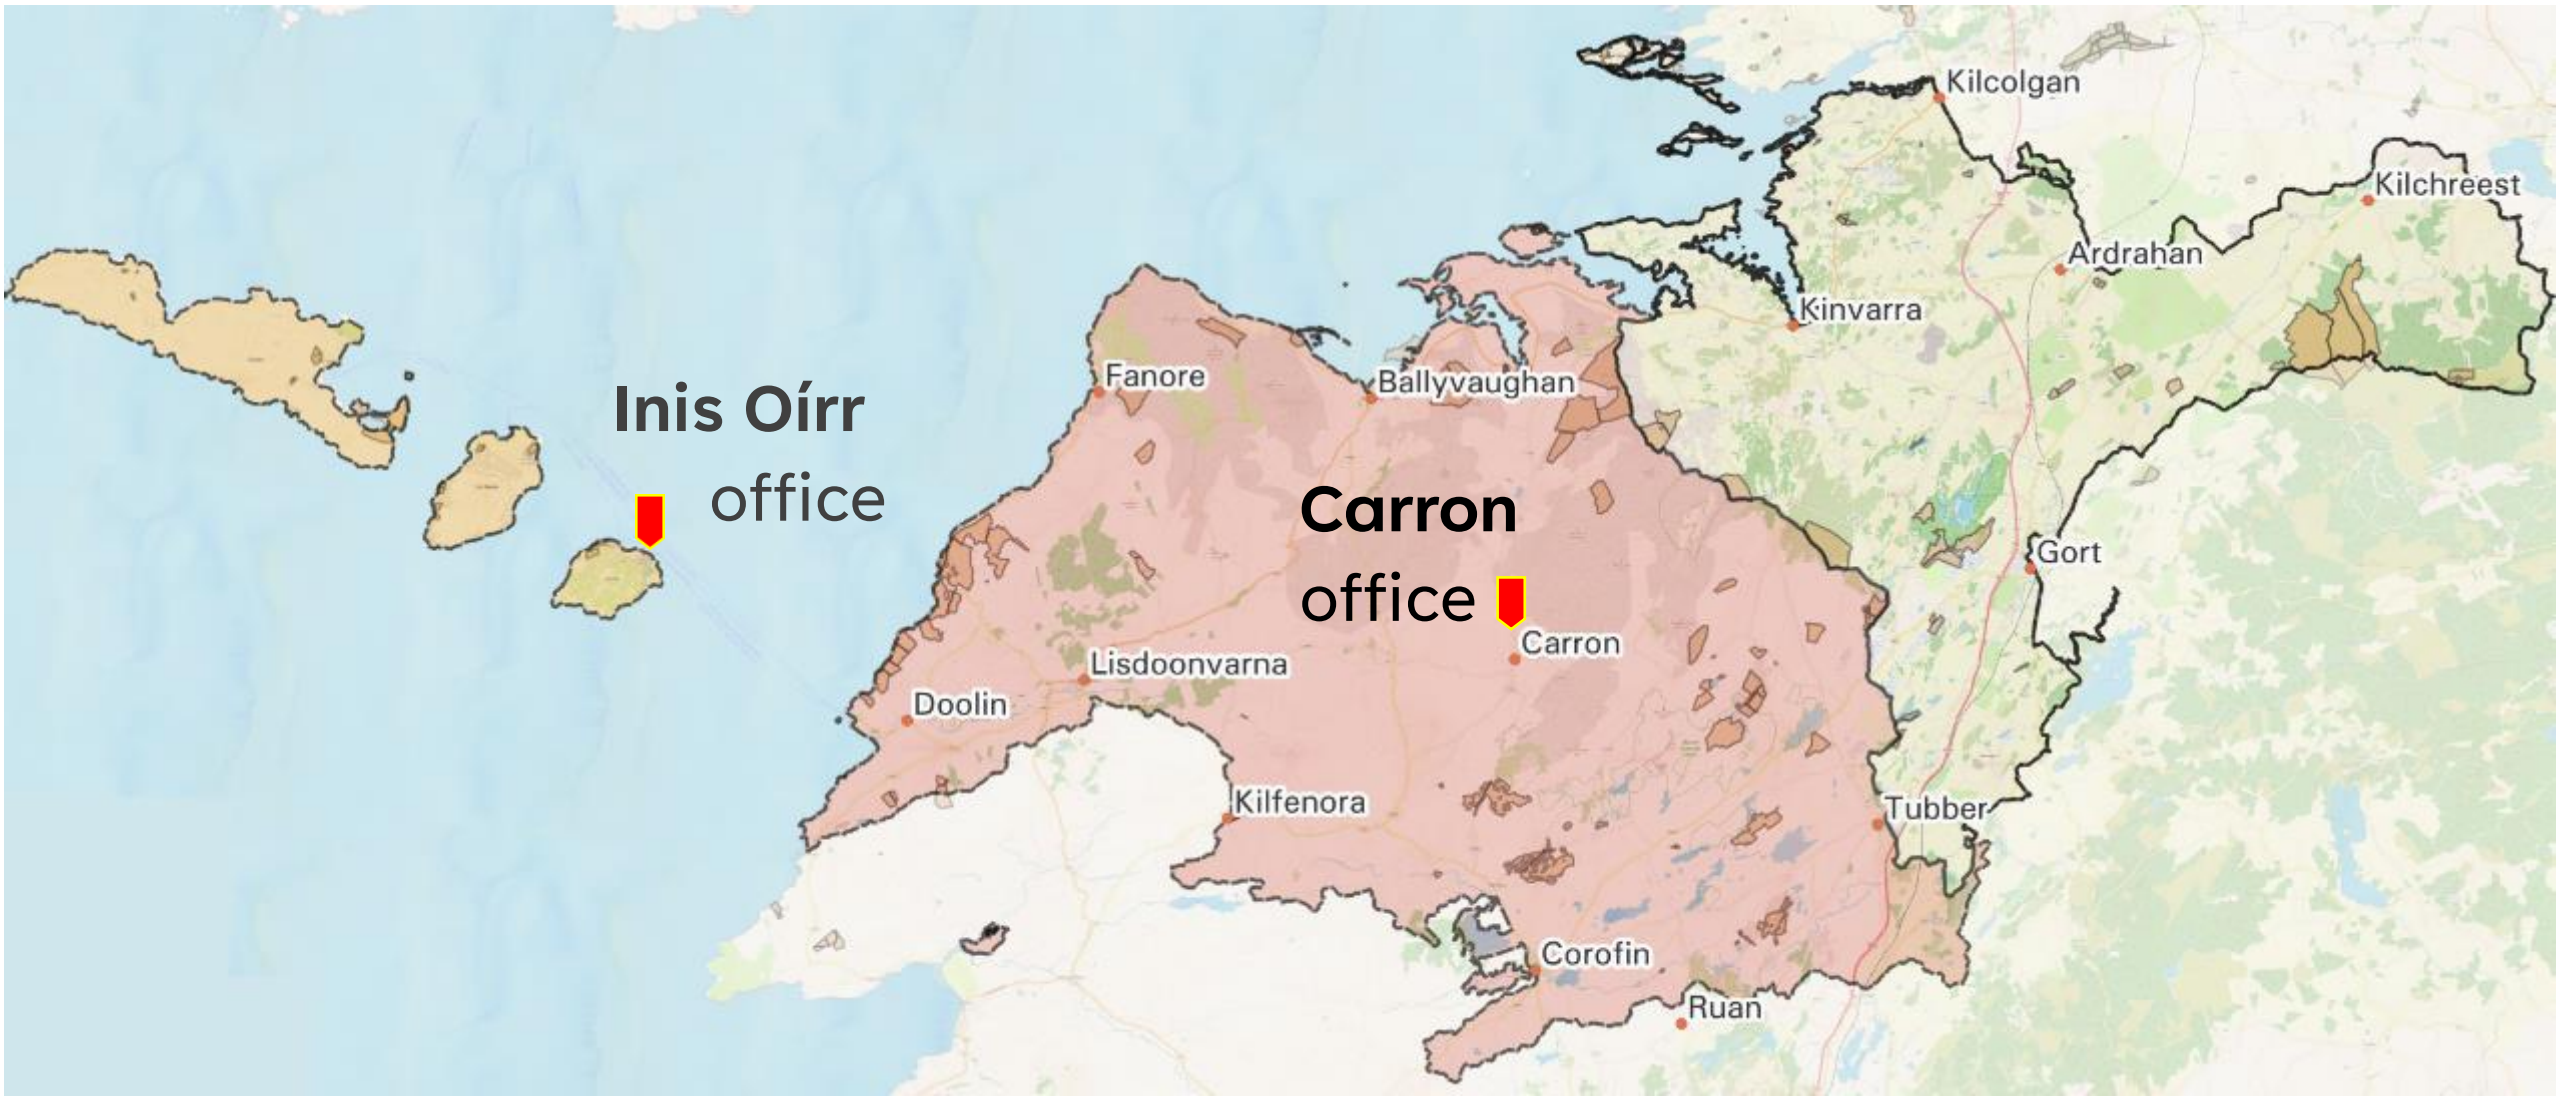 Kilcolgan
Kilchreest
Ardrahan
Kinvarra
Fanore
Ballyvaughan
Inis Oírr
office
Carron
office
Gort
Carron
Lisdoonvarna
Doolin
Kilfenora
Tubber
Corofin
Ruan